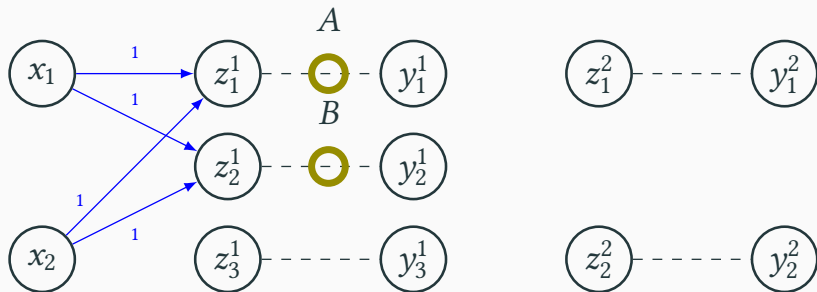 A
x₁ 1 z₁¹ y₁¹ z₁² y₁²
1
B
z₂¹ y₂¹
1
1
x₂ z₃¹ y₃¹ z₂² y₂²